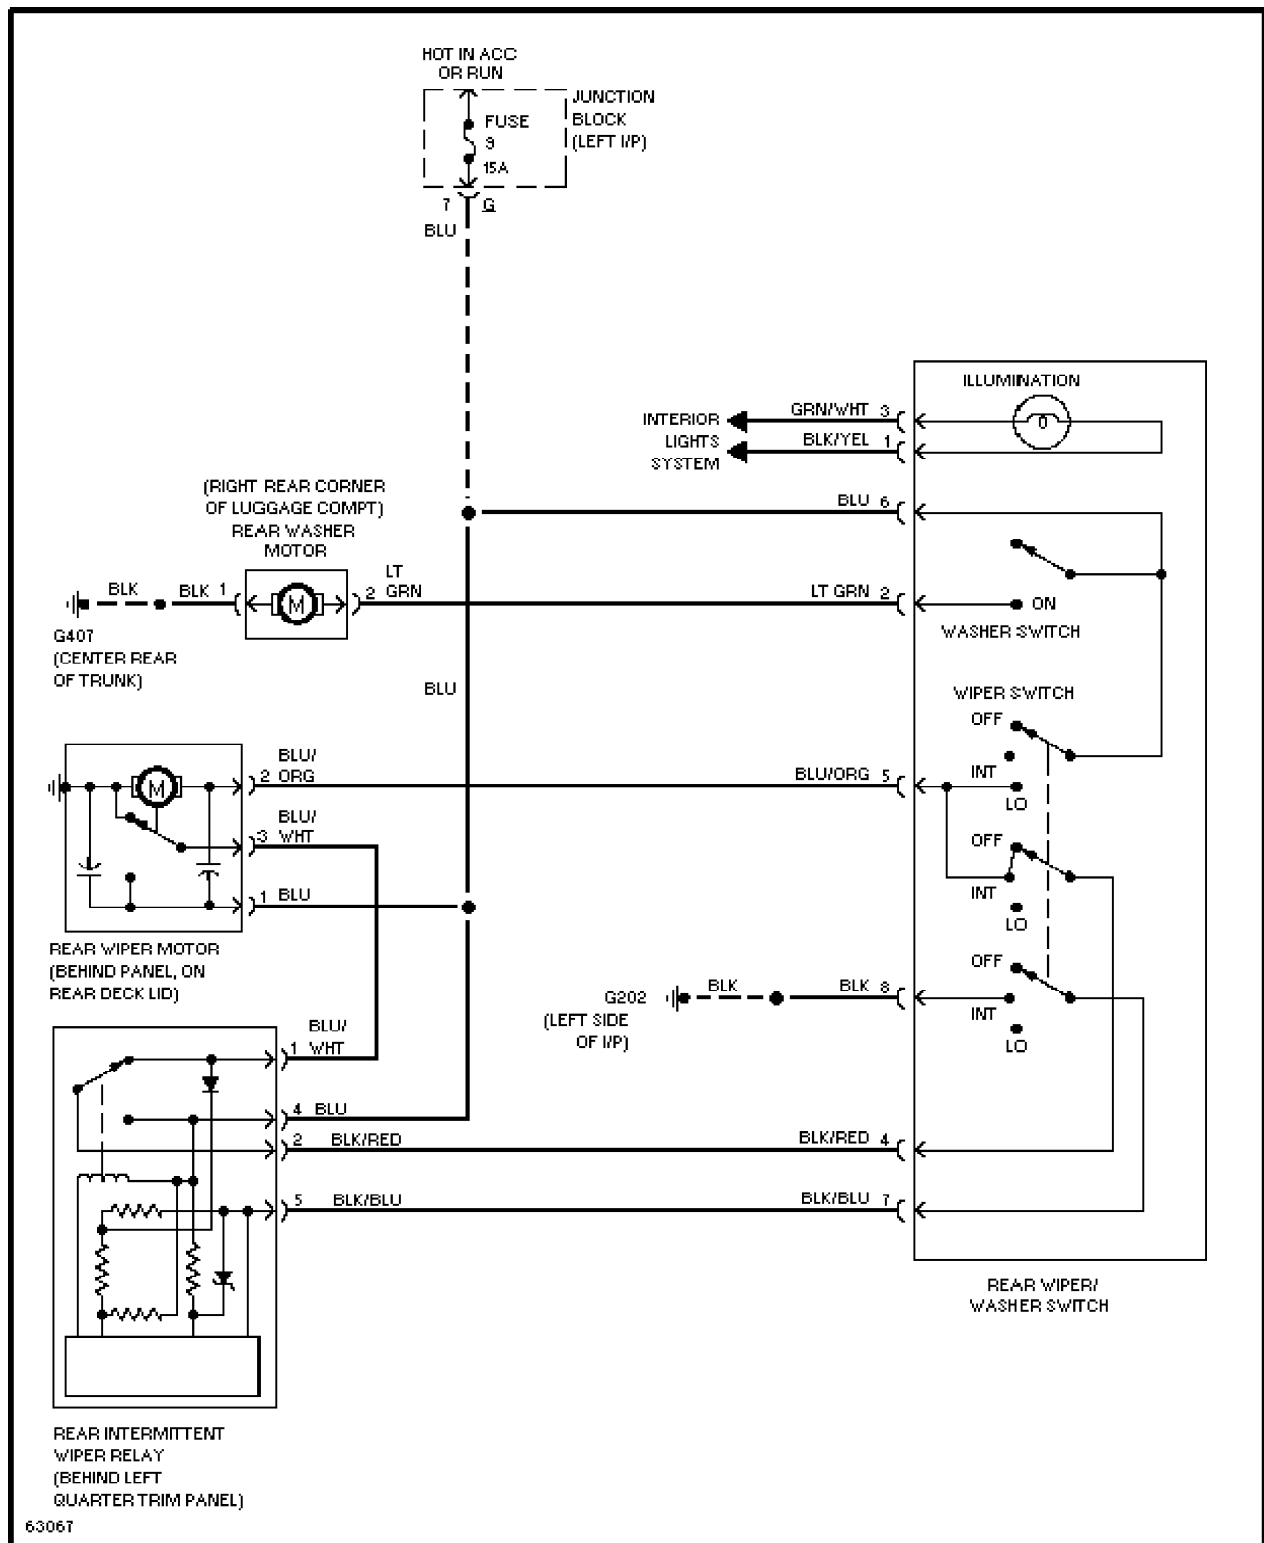 HOT IN ACC
OR RUN
JUNCTION
BLOCK
(LEFT I/P)
FUSE
9
15A
7 G
BLU
ILLUMINATION
INTERIOR
LIGHTS
SYSTEM
GRN/WHT 3
BLK/YEL 1
BLU 6
(RIGHT REAR CORNER
OF LUGGAGE COMPT)
REAR WASHER
MOTOR
BLK
BLK 1
M
2
LT
GRN
LT GRN 2
ON
WASHER SWITCH
G407
(CENTER REAR
OF TRUNK)
BLU
WIPER SWITCH
OFF
INT
LO
M
BLU/
2 ORG
BLU/ORG 5
BLU/
3 WHT
OFF
INT
LO
1 BLU
REAR WIPER MOTOR
(BEHIND PANEL, ON
REAR DECK LID)
OFF
INT
LO
G202
(LEFT SIDE
OF I/P)
BLK
BLK 8
BLU/
1 WHT
4 BLU
2 BLK/RED
BLK/RED 4
5 BLK/BLU
BLK/BLU 7
REAR WIPER/
WASHER SWITCH
REAR INTERMITTENT
WIPER RELAY
(BEHIND LEFT
QUARTER TRIM PANEL)
63067